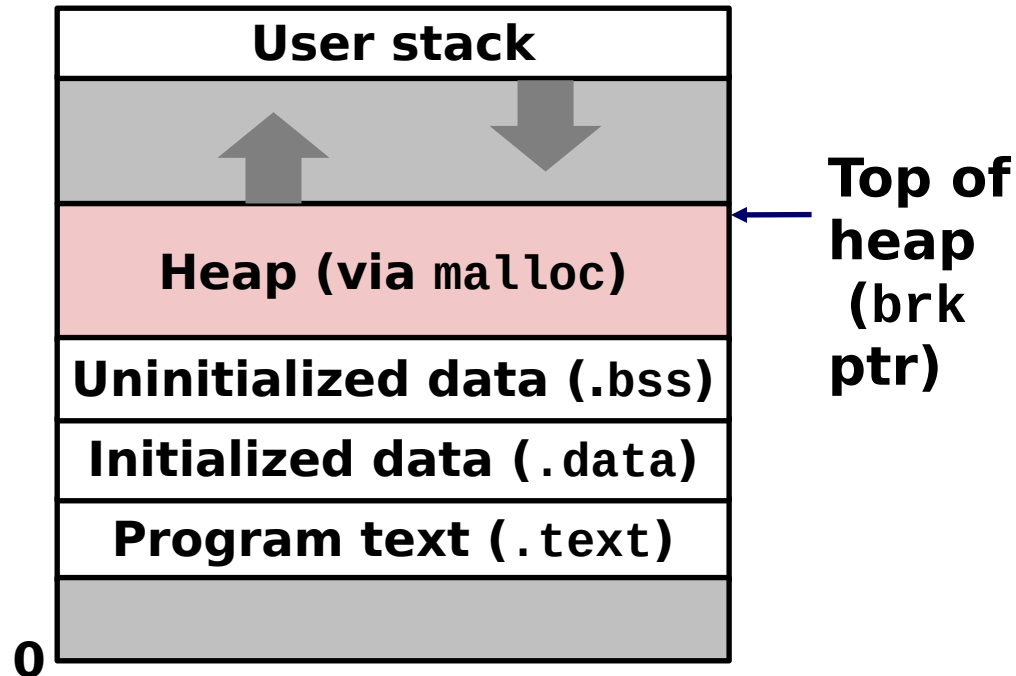 User stack
Top of
heap
(brk
ptr)
Heap (via malloc)
Uninitialized data (.bss)
Initialized data (.data)
Program text (.text)
0